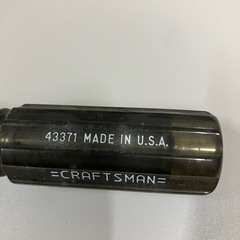 43371 MADE IN U.S.A.
=CRAFTSMAN=